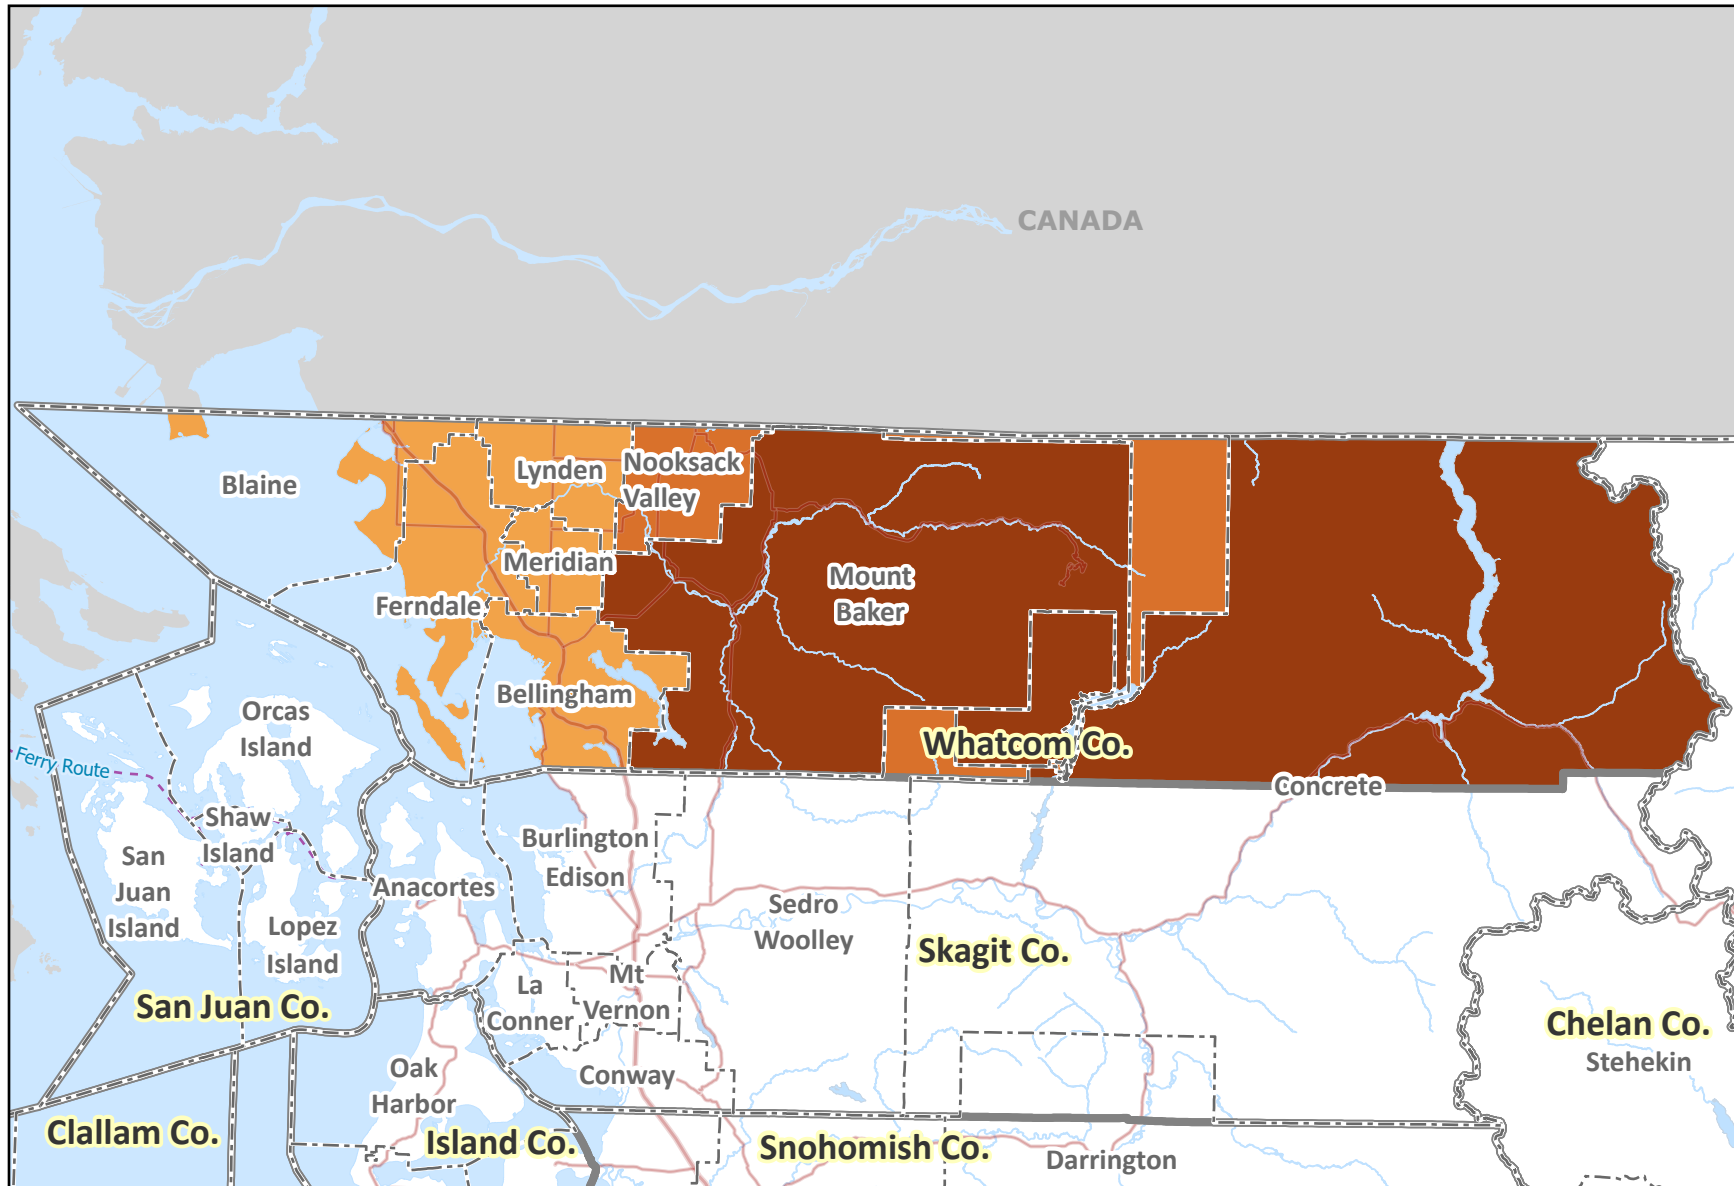 CANADA
Blaine
Lynden
Nooksack
Valley
Meridian
Mount
Baker
Ferndale
Bellingham
Whatcom Co.
Orcas
Island
Ferry Route
Concrete
Shaw
Island
San
Juan
Island
Burlington
Edison
Anacortes
Lopez
Island
Sedro
Woolley
Skagit Co.
La
Conner
Mt
Vernon
San Juan Co.
Chelan Co.
Stehekin
Oak
Harbor
Conway
Clallam Co.
Island Co.
Snohomish Co.
Darrington